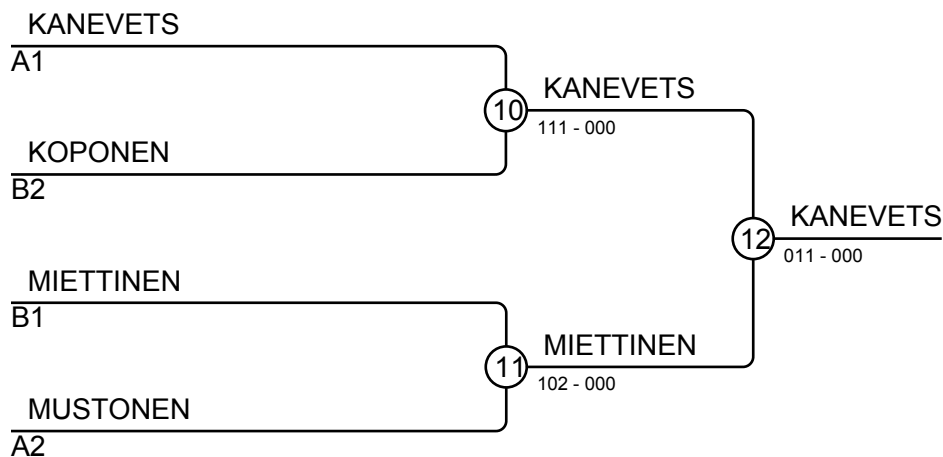 KANEVETS
A1
10
KANEVETS
111 - 000
KOPONEN
B2
12
KANEVETS
011 - 000
MIETTINEN
B1
11
MIETTINEN
102 - 000
MUSTONEN
A2